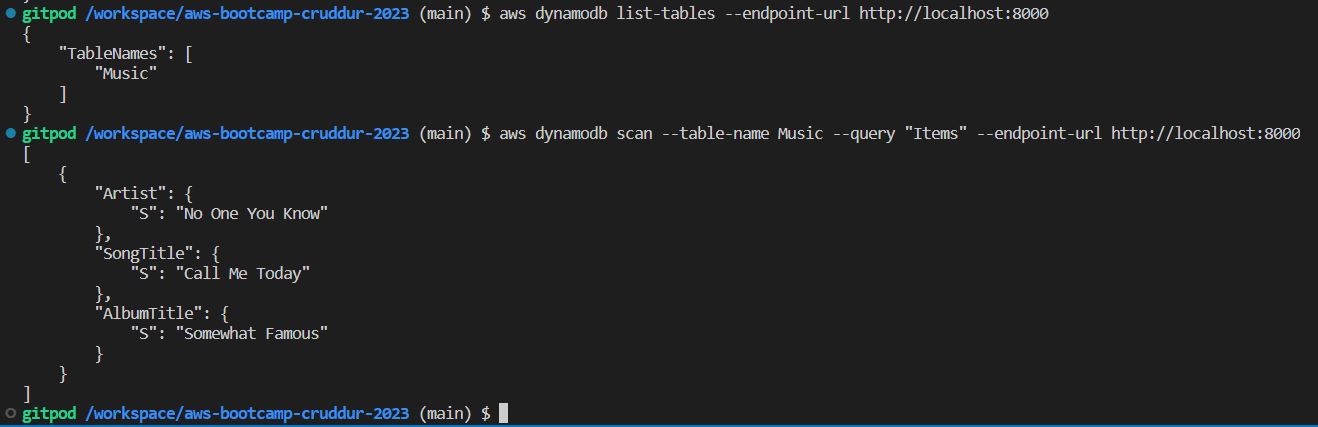 gitpod /workspace/aws-bootcamp-cruddur-2023 (main) $ aws dynamodb list-tables --endpoint-url http://localhost:8000
{
    "TableNames": [
        "Music"
    ]
}
gitpod /workspace/aws-bootcamp-cruddur-2023 (main) $ aws dynamodb scan --table-name Music --query "Items" --endpoint-url http://localhost:8000
[
    {
        "Artist": {
            "S": "No One You Know"
        },
        "SongTitle": {
            "S": "Call Me Today"
        },
        "AlbumTitle": {
            "S": "Somewhat Famous"
        }
    }
]
gitpod /workspace/aws-bootcamp-cruddur-2023 (main) $